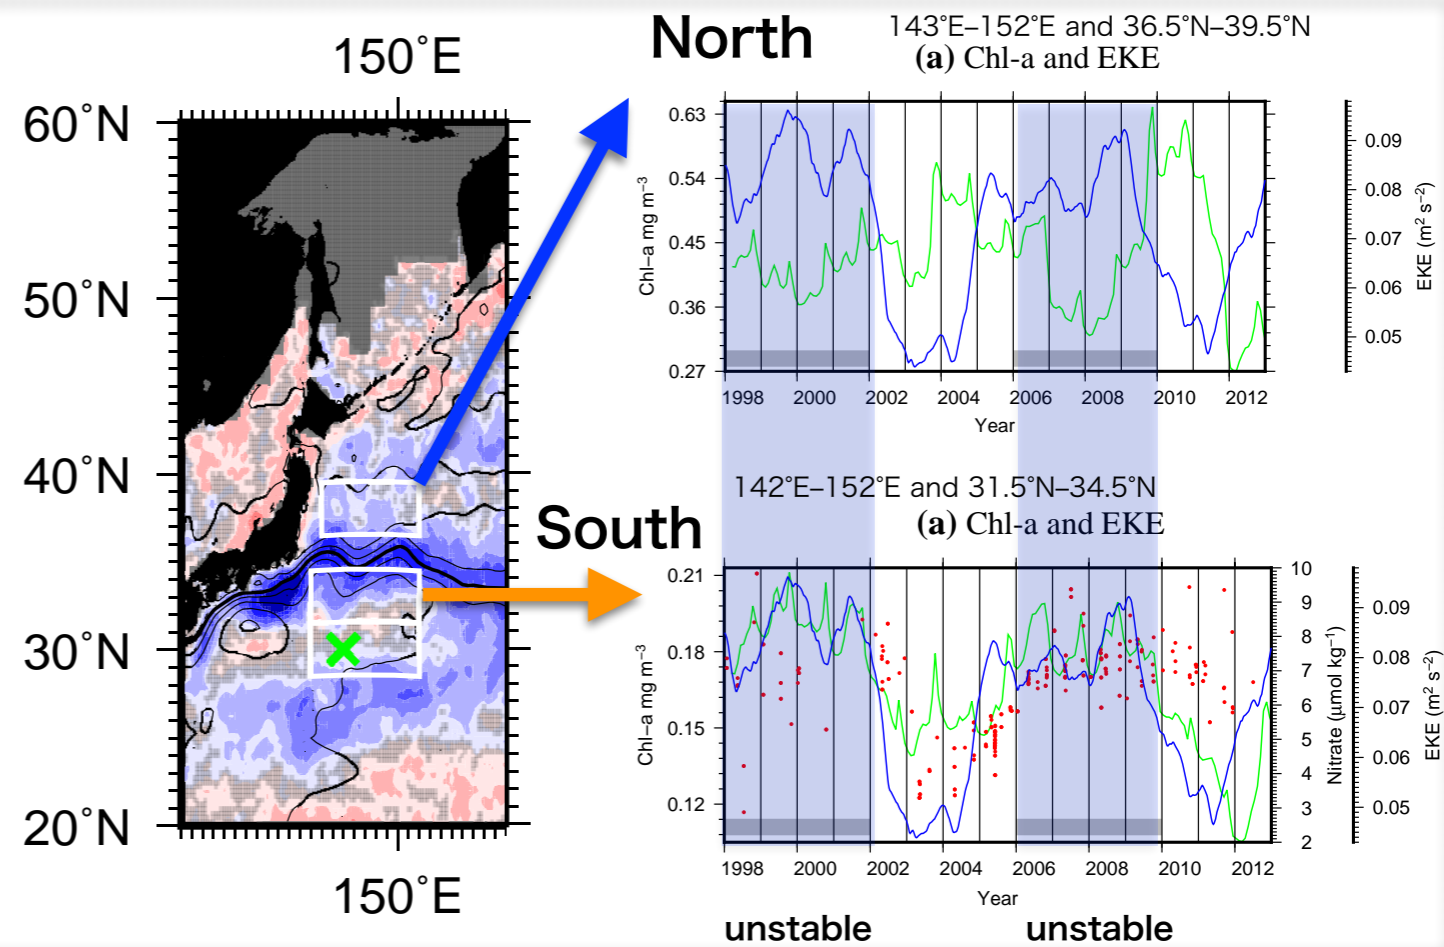 North
143°E–152°E and 36.5°N–39.5°N
(a) Chl-a and EKE
150°E
60°N
50°N
40°N
30°N
20°N
150°E
0.63
0.54
0.45
0.36
0.27
Chl–a mg m⁻³
1998 2000 2002 2004 2006 2008 2010 2012
Year
0.09
0.08
0.07
0.06
0.05
EKE (m² s⁻²)
South
142°E–152°E and 31.5°N–34.5°N
(a) Chl-a and EKE
0.21
0.18
0.15
0.12
Chl–a mg m⁻³
1998 2000 2002 2004 2006 2008 2010 2012
Year
10
9
8
7
6
5
4
3
2
Nitrate (μmol kg⁻¹)
0.09
0.08
0.07
0.06
0.05
EKE (m² s⁻²)
unstable unstable